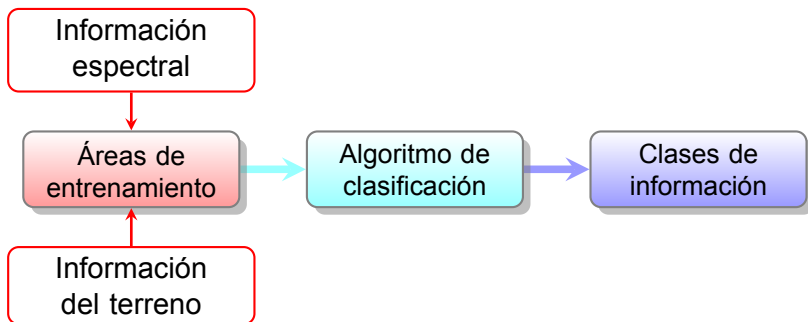 Información
espectral
Áreas de
entrenamiento
Algoritmo de
clasificación
Clases de
información
Información
del terreno